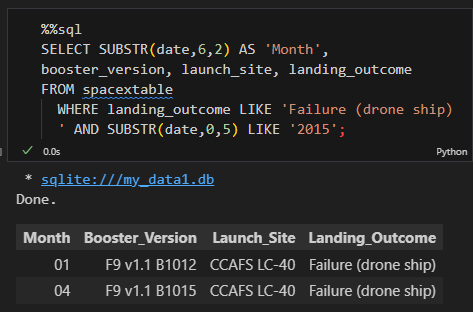 %%sql
SELECT SUBSTR(date,6,2) AS 'Month',
booster_version, launch_site, landing_outcome
FROM spacextable
WHERE landing_outcome LIKE 'Failure (drone ship)
' AND SUBSTR(date,0,5) LIKE '2015';
0.0s Python
* sqlite:///my_data1.db
Done.
Month Booster_Version Launch_Site Landing_Outcome
01 F9 v1.1 B1012 CCAFS LC-40 Failure (drone ship)
04 F9 v1.1 B1015 CCAFS LC-40 Failure (drone ship)